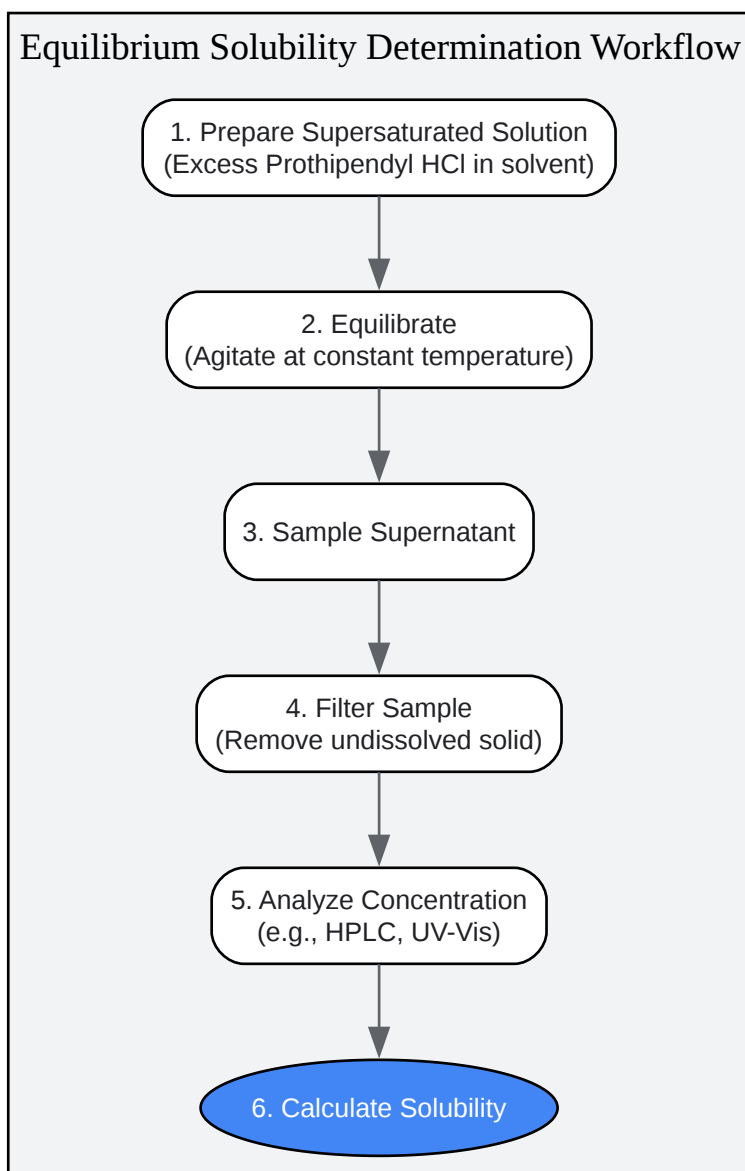 Equilibrium Solubility Determination Workflow
1. Prepare Supersaturated Solution
(Excess Prothipendyl HCl in solvent)
2. Equilibrate
(Agitate at constant temperature)
3. Sample Supernatant
4. Filter Sample
(Remove undissolved solid)
5. Analyze Concentration
(e.g., HPLC, UV-Vis)
6. Calculate Solubility